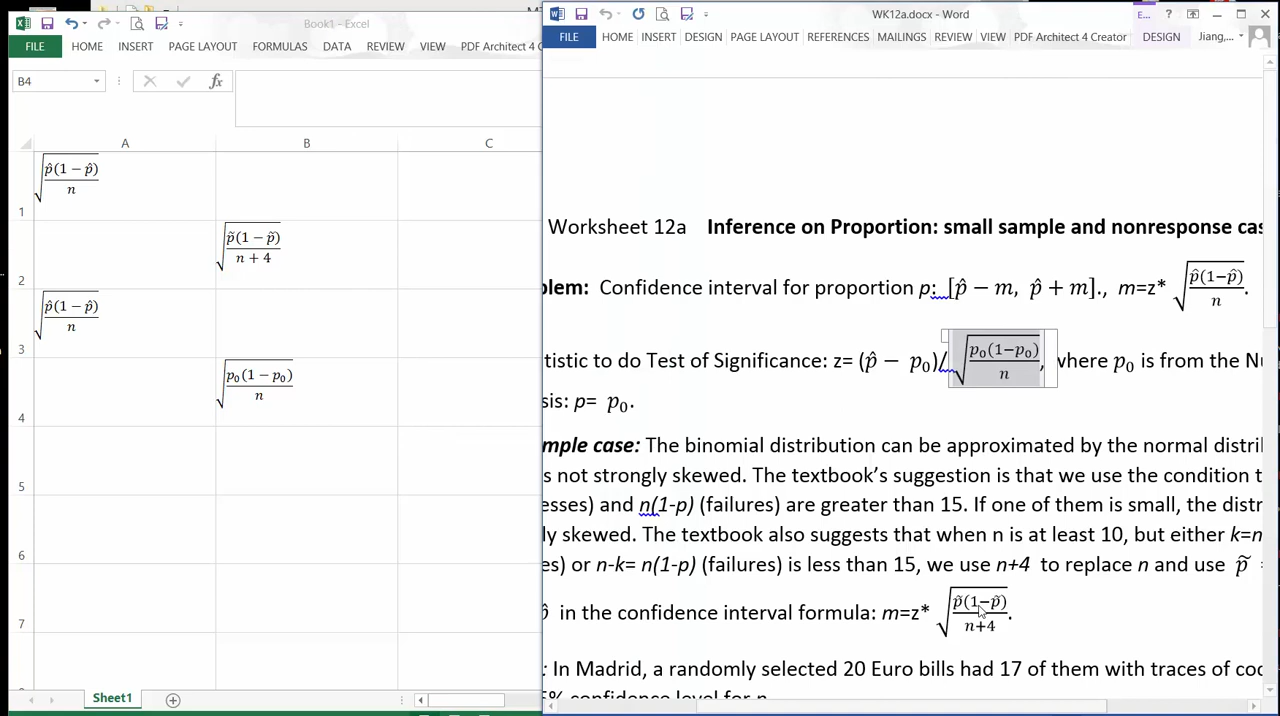 Book1 - Excel
FILE HOME INSERT PAGE LAYOUT FORMULAS DATA REVIEW VIEW PDF Architect 4 C
B4 fx
A B C
1 √(p̂(1 − p̂)/n)
2 √(p̃(1 − p̃)/(n + 4))
3 √(p̂(1 − p̂)/n)
4 √(p₀(1 − p₀)/n)
5
6
7
Sheet1
WK12a.docx - Word
E... ?
FILE HOME INSERT DESIGN PAGE LAYOUT REFERENCES MAILINGS REVIEW VIEW PDF Architect 4 Creator DESIGN Jiang,...
Worksheet 12a Inference on Proportion: small sample and nonresponse cas
blem: Confidence interval for proportion p: [p̂ − m, p̂ + m]., m=z* √(p̂(1−p̂)/n).
tistic to do Test of Significance: z= (p̂ − p₀)/√(p₀(1−p₀)/n), where p₀ is from the Nu
sis: p= p₀.
mple case: The binomial distribution can be approximated by the normal distril
s not strongly skewed. The textbook's suggestion is that we use the condition t
esses) and n(1-p) (failures) are greater than 15. If one of them is small, the distr
ly skewed. The textbook also suggests that when n is at least 10, but either k=n
es) or n-k= n(1-p) (failures) is less than 15, we use n+4 to replace n and use p̃ =
p̂ in the confidence interval formula: m=z* √(p̃(1−p̃)/(n+4)).
: In Madrid, a randomly selected 20 Euro bills had 17 of them with traces of coc
5% confidence level for p